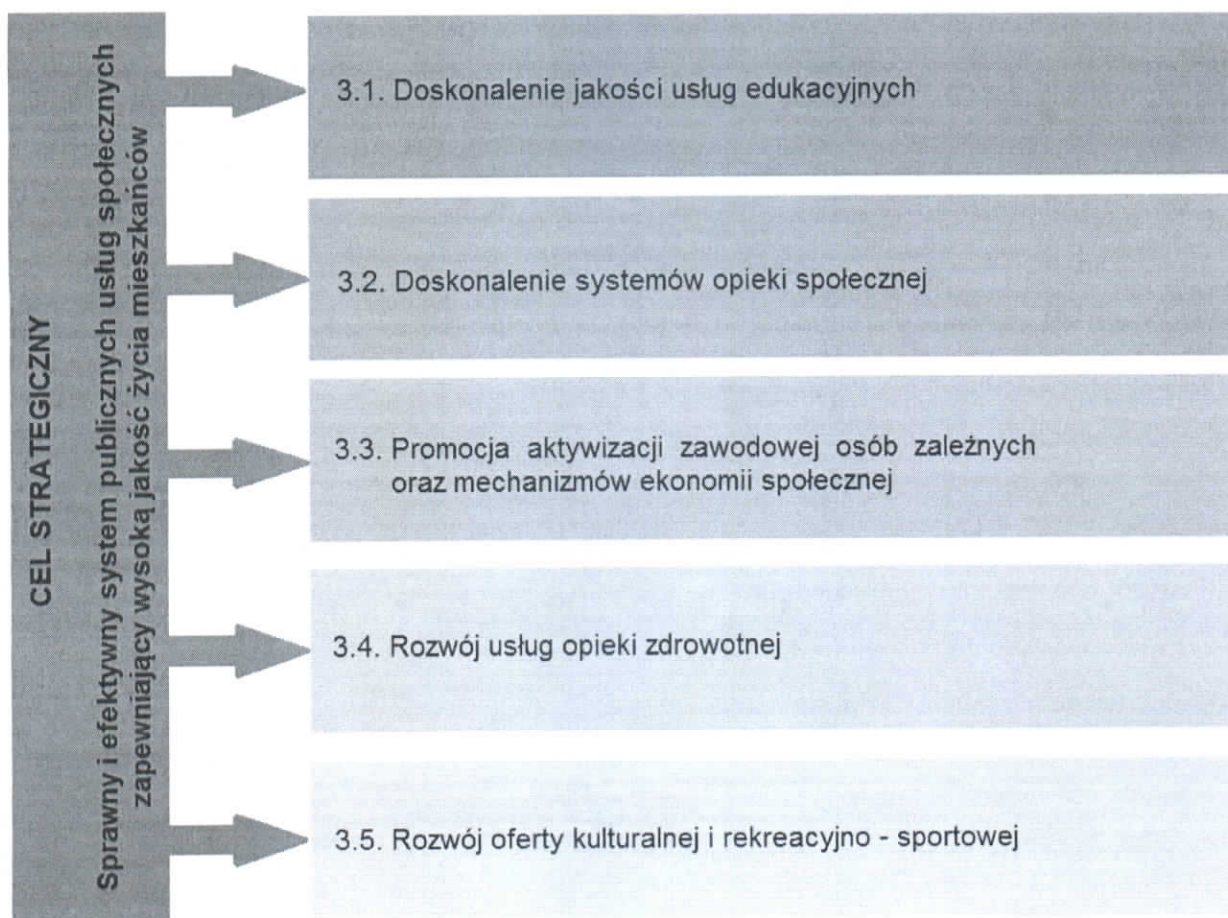 CEL STRATEGICZNY
Sprawny i efektywny system publicznych usług społecznych
zapewniający wysoką jakość życia mieszkańców
3.1. Doskonalenie jakości usług edukacyjnych
3.2. Doskonalenie systemów opieki społecznej
3.3. Promocja aktywizacji zawodowej osób zależnych
oraz mechanizmów ekonomii społecznej
3.4. Rozwój usług opieki zdrowotnej
3.5. Rozwój oferty kulturalnej i rekreacyjno - sportowej